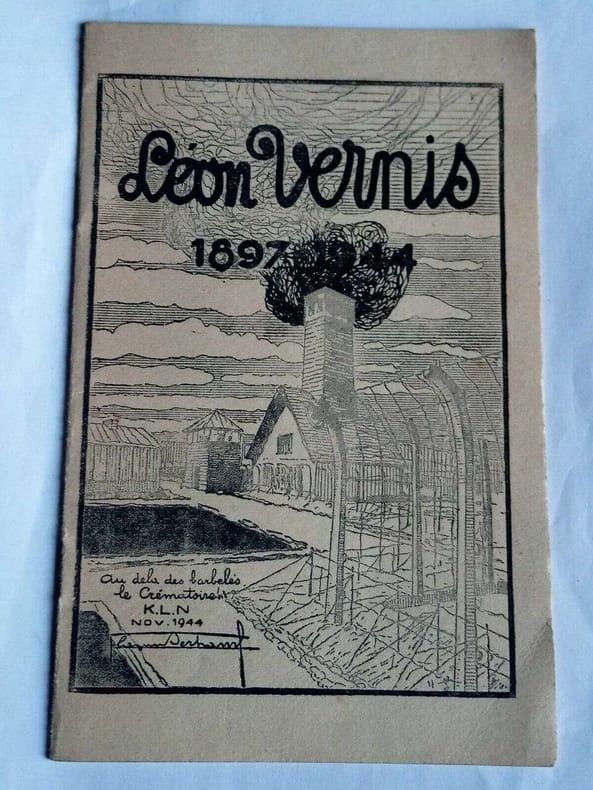 Léon Vernis
1897-1944
Au delà des barbelés
le Crématoire
K.L.N
NOV. 1944